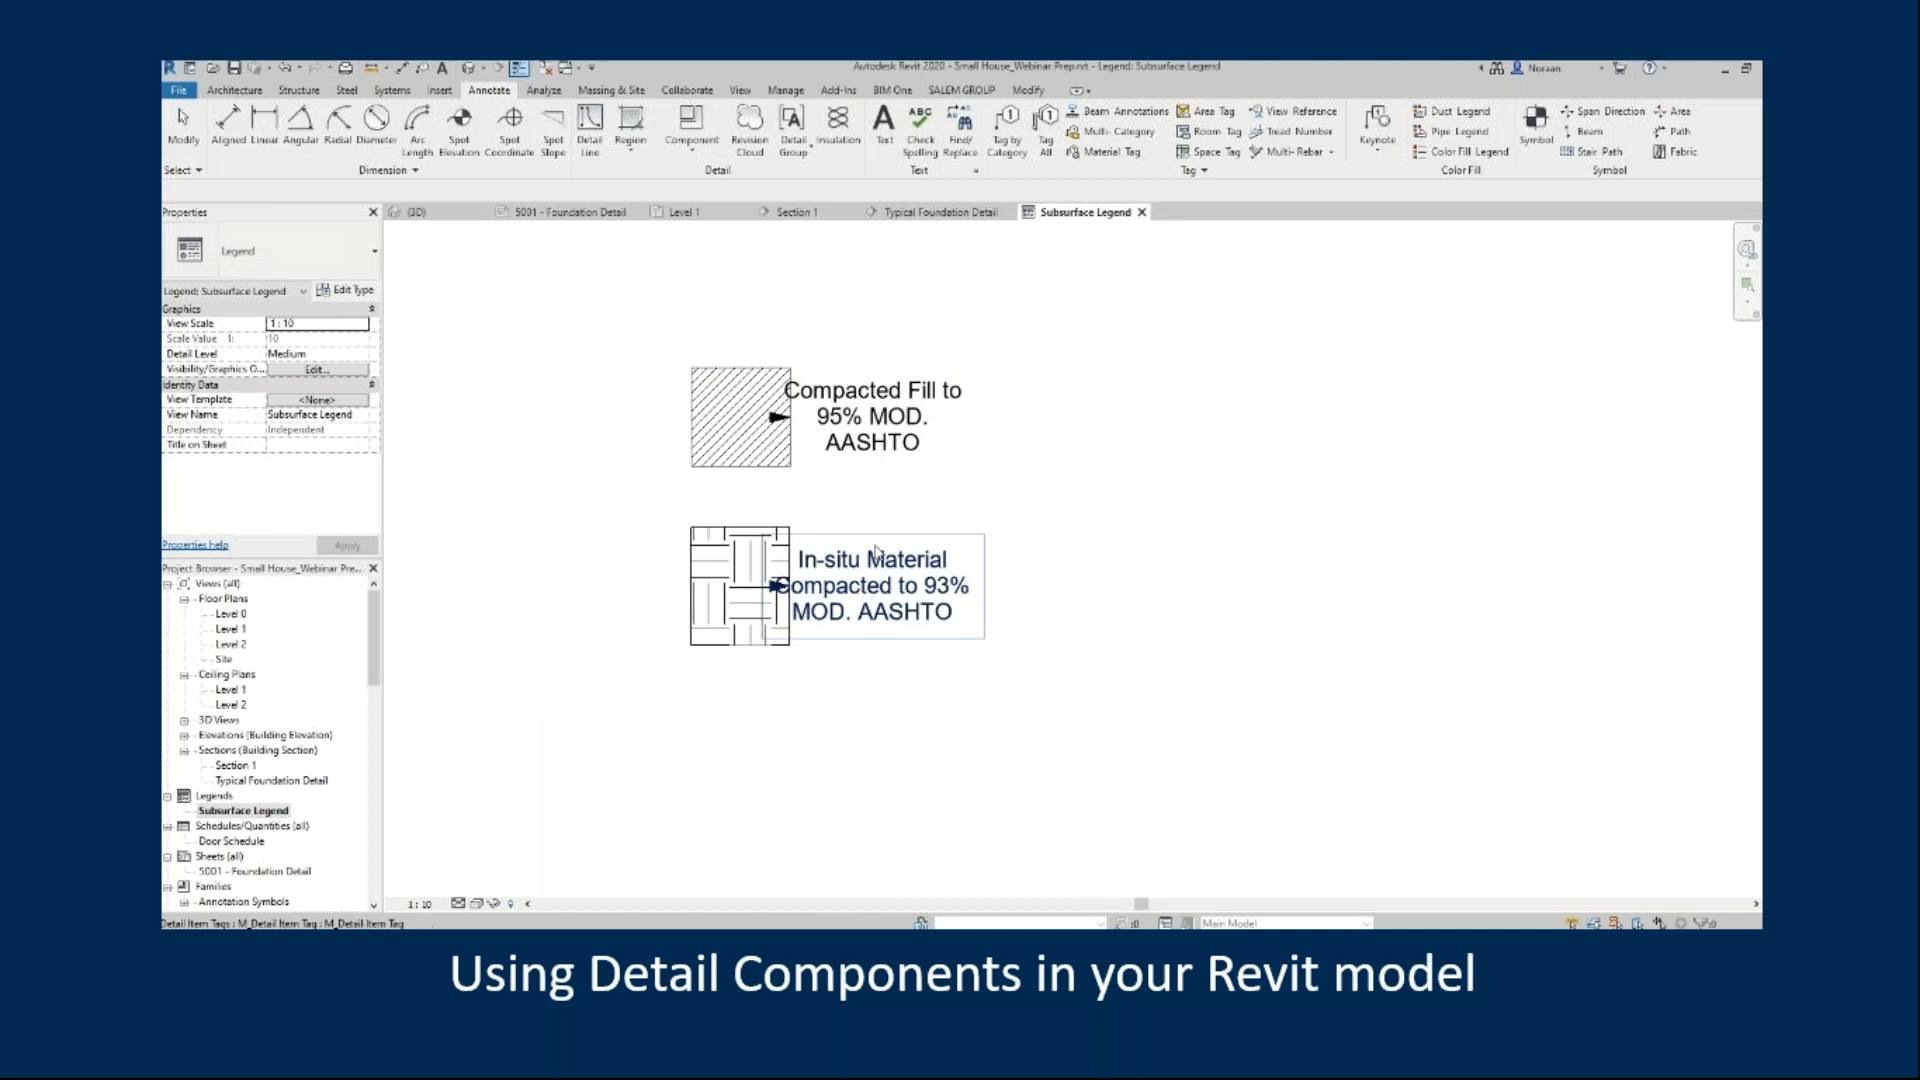 Autodesk Revit 2020 - Small House_Webinar Prep.rvt - Legend: Subsurface Legend
Noraan
File Architecture Structure Steel Systems Insert Annotate Analyze Massing & Site Collaborate View Manage Add-Ins BIM One SALEM GROUP Modify
Modify
Aligned Linear Angular Radial Diameter Arc Length Spot Elevation Spot Coordinate Spot Slope
Detail Line Region Component Revision Cloud Detail Group Insulation
Text Check Spelling Find/ Replace
Tag by Category Tag All
Beam Annotations Area Tag View Reference
Multi- Category Room Tag Tread Number
Material Tag Space Tag Multi- Rebar
Keynote
Duct Legend
Pipe Legend
Color Fill Legend
Symbol
Span Direction Area
Beam Path
Stair Path Fabric
Select Dimension Detail Text Tag Color Fill Symbol
Properties
{3D} 5001 - Foundation Detail Level 1 Section 1 Typical Foundation Detail Subsurface Legend
Legend
Legend: Subsurface Legend Edit Type
Graphics
View Scale 1 : 10
Scale Value 1: 10
Detail Level Medium
Visibility/Graphics O... Edit...
Identity Data
View Template <None>
View Name Subsurface Legend
Dependency Independent
Title on Sheet
Properties help Apply
Project Browser - Small House_Webinar Pre...
Views (all)
Floor Plans
Level 0
Level 1
Level 2
Site
Ceiling Plans
Level 1
Level 2
3D Views
Elevations (Building Elevation)
Sections (Building Section)
Section 1
Typical Foundation Detail
Legends
Subsurface Legend
Schedules/Quantities (all)
Door Schedule
Sheets (all)
5001 - Foundation Detail
Families
Annotation Symbols
Compacted Fill to
95% MOD.
AASHTO
In-situ Material
Compacted to 93%
MOD. AASHTO
1 : 10
Detail Item Tags : M_Detail Item Tag : M_Detail Item Tag
:0 Main Model :0
Using Detail Components in your Revit model